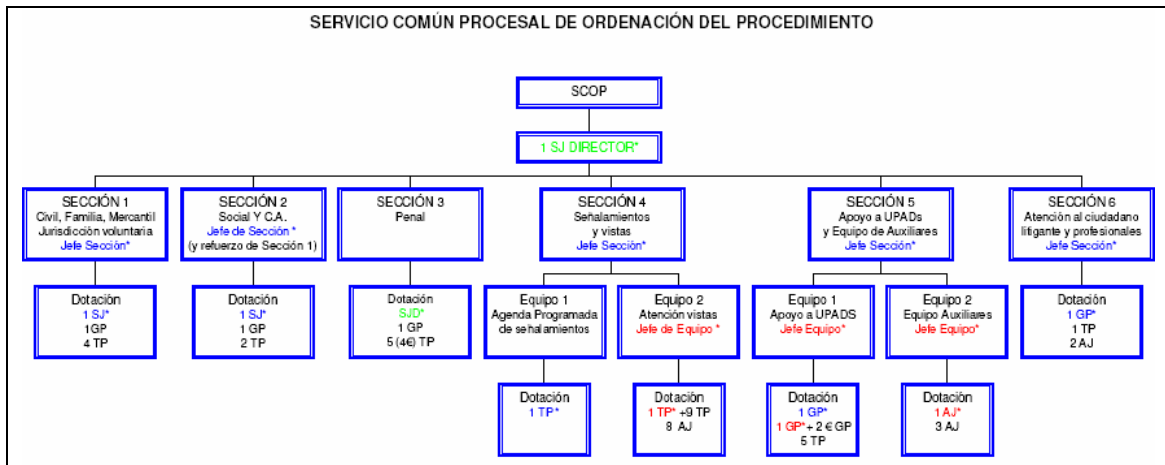 SERVICIO COMÚN PROCESAL DE ORDENACIÓN DEL PROCEDIMIENTO
SCOP
1 SJ DIRECTOR*
SECCIÓN 1
Civil, Familia, Mercantil
Jurisdicción voluntaria
Jefe Sección*
SECCIÓN 2
Social Y C.A.
Jefe de Sección *
(y refuerzo de Sección 1)
SECCIÓN 3
Penal
SECCIÓN 4
Señalamientos
y vistas
Jefe Sección*
SECCIÓN 5
Apoyo a UPADs
y Equipo de Auxiliares
Jefe Sección*
SECCIÓN 6
Atención al ciudadano
litigante y profesionales
Jefe Sección*
Dotación
1 SJ*
1GP
4 TP
Dotación
1 SJ*
1 GP
2 TP
Dotación
SJD*
1 GP
5 (4€) TP
Equipo 1
Agenda Programada
de señalamientos
Equipo 2
Atención vistas
Jefe de Equipo *
Equipo 1
Apoyo a UPADS
Jefe Equipo*
Equipo 2
Equipo Auxiliares
Jefe Equipo*
Dotación
1 GP*
1 TP
2 AJ
Dotación
1 TP*
Dotación
1 TP* +9 TP
8 AJ
Dotación
1 GP*
1 GP* + 2 € GP
5 TP
Dotación
1 AJ*
3 AJ